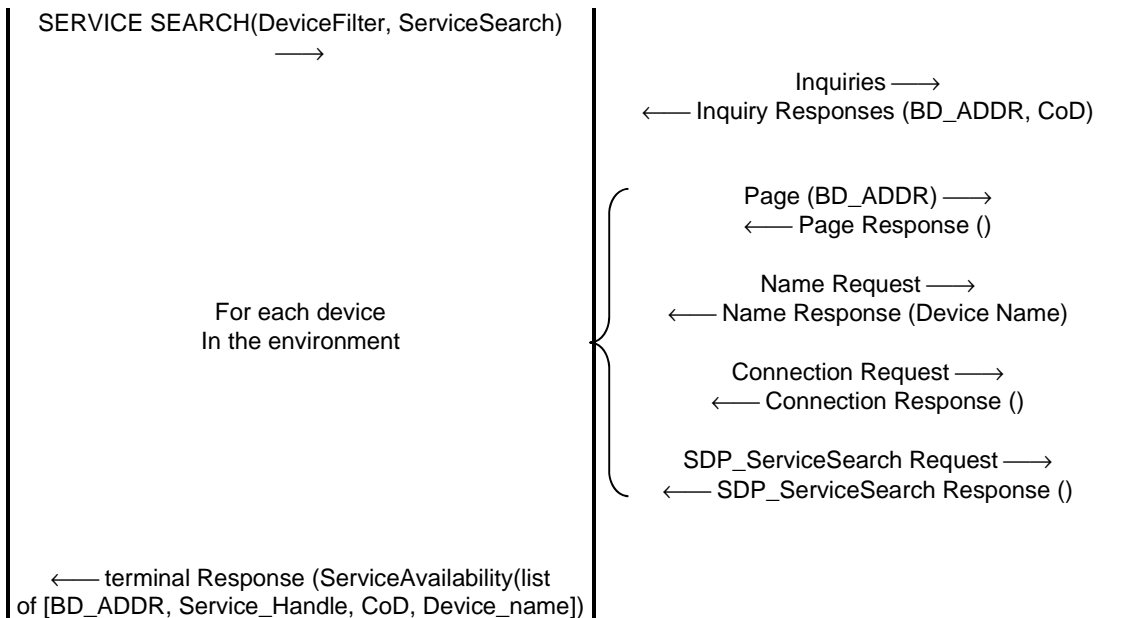 SERVICE SEARCH(DeviceFilter, ServiceSearch)
⟶
Inquiries ⟶
⟵ Inquiry Responses (BD_ADDR, CoD)
Page (BD_ADDR) ⟶
⟵ Page Response ()
Name Request ⟶
⟵ Name Response (Device Name)
For each device
In the environment
Connection Request ⟶
⟵ Connection Response ()
SDP_ServiceSearch Request ⟶
⟵ SDP_ServiceSearch Response ()
⟵ terminal Response (ServiceAvailability(list
of [BD_ADDR, Service_Handle, CoD, Device_name])